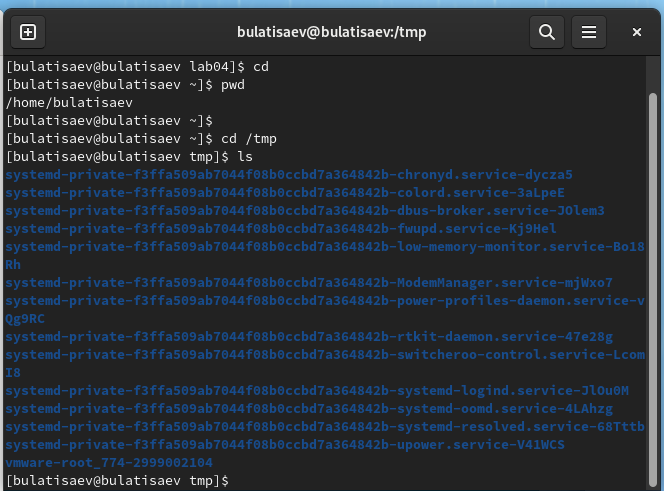 bulatisaev@bulatisaev:/tmp
[bulatisaev@bulatisaev lab04]$ cd
[bulatisaev@bulatisaev ~]$ pwd
/home/bulatisaev
[bulatisaev@bulatisaev ~]$
[bulatisaev@bulatisaev ~]$ cd /tmp
[bulatisaev@bulatisaev tmp]$ ls
systemd-private-f3ffa509ab7044f08b0ccbd7a364842b-chronyd.service-dycza5
systemd-private-f3ffa509ab7044f08b0ccbd7a364842b-colord.service-3aLpeE
systemd-private-f3ffa509ab7044f08b0ccbd7a364842b-dbus-broker.service-JOlem3
systemd-private-f3ffa509ab7044f08b0ccbd7a364842b-fwupd.service-Kj9Hel
systemd-private-f3ffa509ab7044f08b0ccbd7a364842b-low-memory-monitor.service-Bo18
Rh
systemd-private-f3ffa509ab7044f08b0ccbd7a364842b-ModemManager.service-mjWxo7
systemd-private-f3ffa509ab7044f08b0ccbd7a364842b-power-profiles-daemon.service-v
Qg9RC
systemd-private-f3ffa509ab7044f08b0ccbd7a364842b-rtkit-daemon.service-47e28g
systemd-private-f3ffa509ab7044f08b0ccbd7a364842b-switcheroo-control.service-Lcom
I8
systemd-private-f3ffa509ab7044f08b0ccbd7a364842b-systemd-logind.service-JlOu0M
systemd-private-f3ffa509ab7044f08b0ccbd7a364842b-systemd-oomd.service-4LAhzg
systemd-private-f3ffa509ab7044f08b0ccbd7a364842b-systemd-resolved.service-68Tttb
systemd-private-f3ffa509ab7044f08b0ccbd7a364842b-upower.service-V41WCS
vmware-root_774-2999002104
[bulatisaev@bulatisaev tmp]$